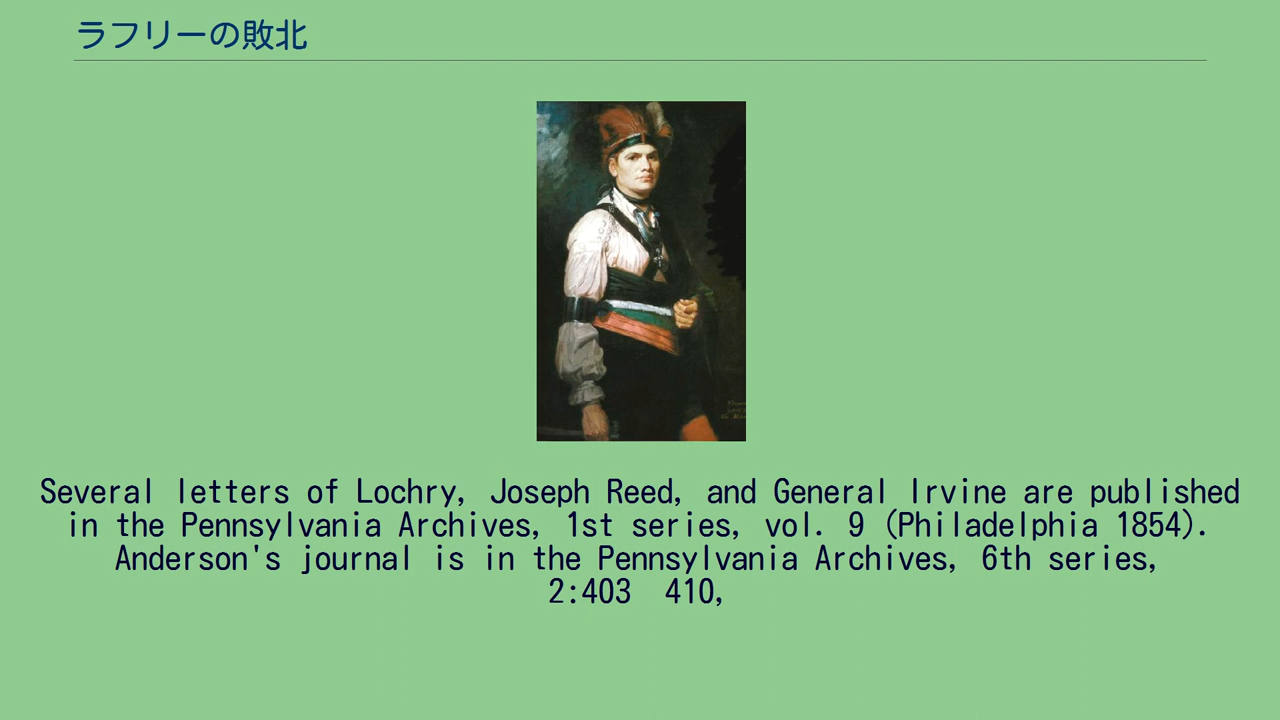 ラフリーの敗北
Several letters of Lochry, Joseph Reed, and General Irvine are published
in the Pennsylvania Archives, 1st series, vol. 9 (Philadelphia 1854).
Anderson's journal is in the Pennsylvania Archives, 6th series,
2:403  410,